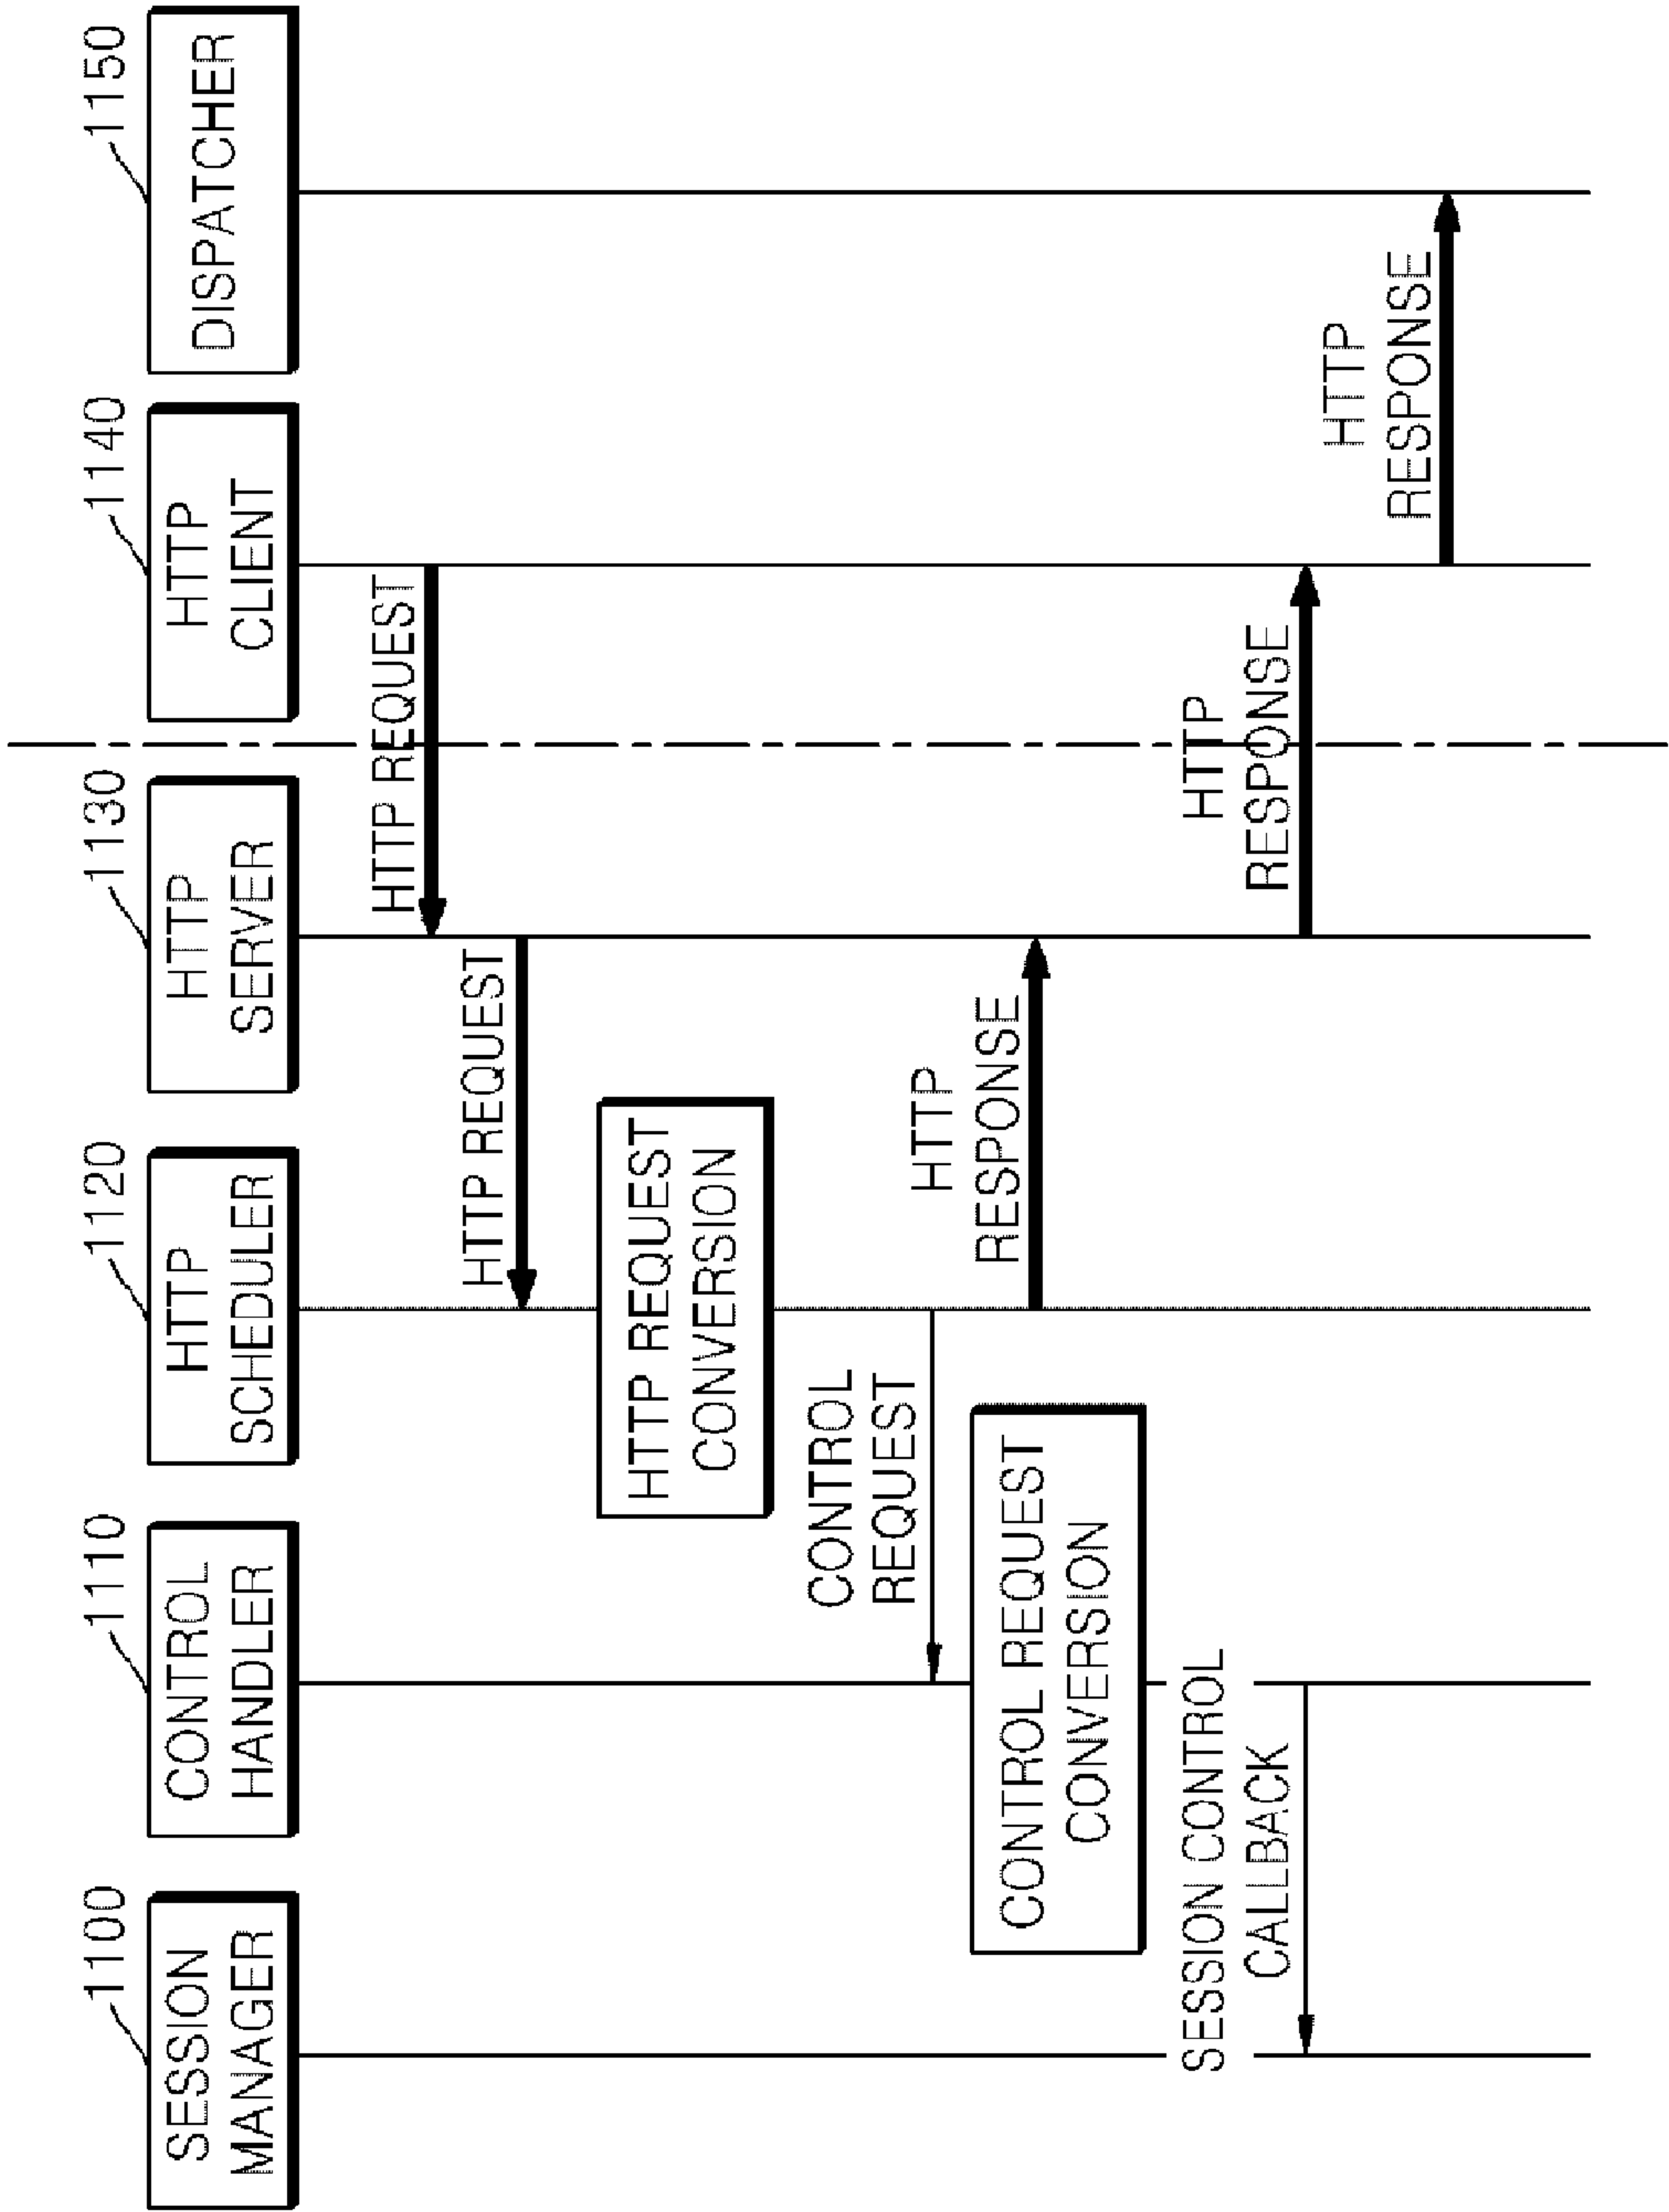 1100
1110
1120
1130
1140
1150
SESSION
MANAGER
CONTROL
HANDLER
HTTP
SCHEDULER
HTTP
SERVER
HTTP
CLIENT
DISPATCHER
HTTP REQUEST
HTTP REQUEST
HTTP REQUEST
CONVERSION
CONTROL
REQUEST
HTTP
RESPONSE
CONTROL REQUEST
CONVERSION
SESSION CONTROL
CALLBACK
HTTP
RESPONSE
HTTP
RESPONSE